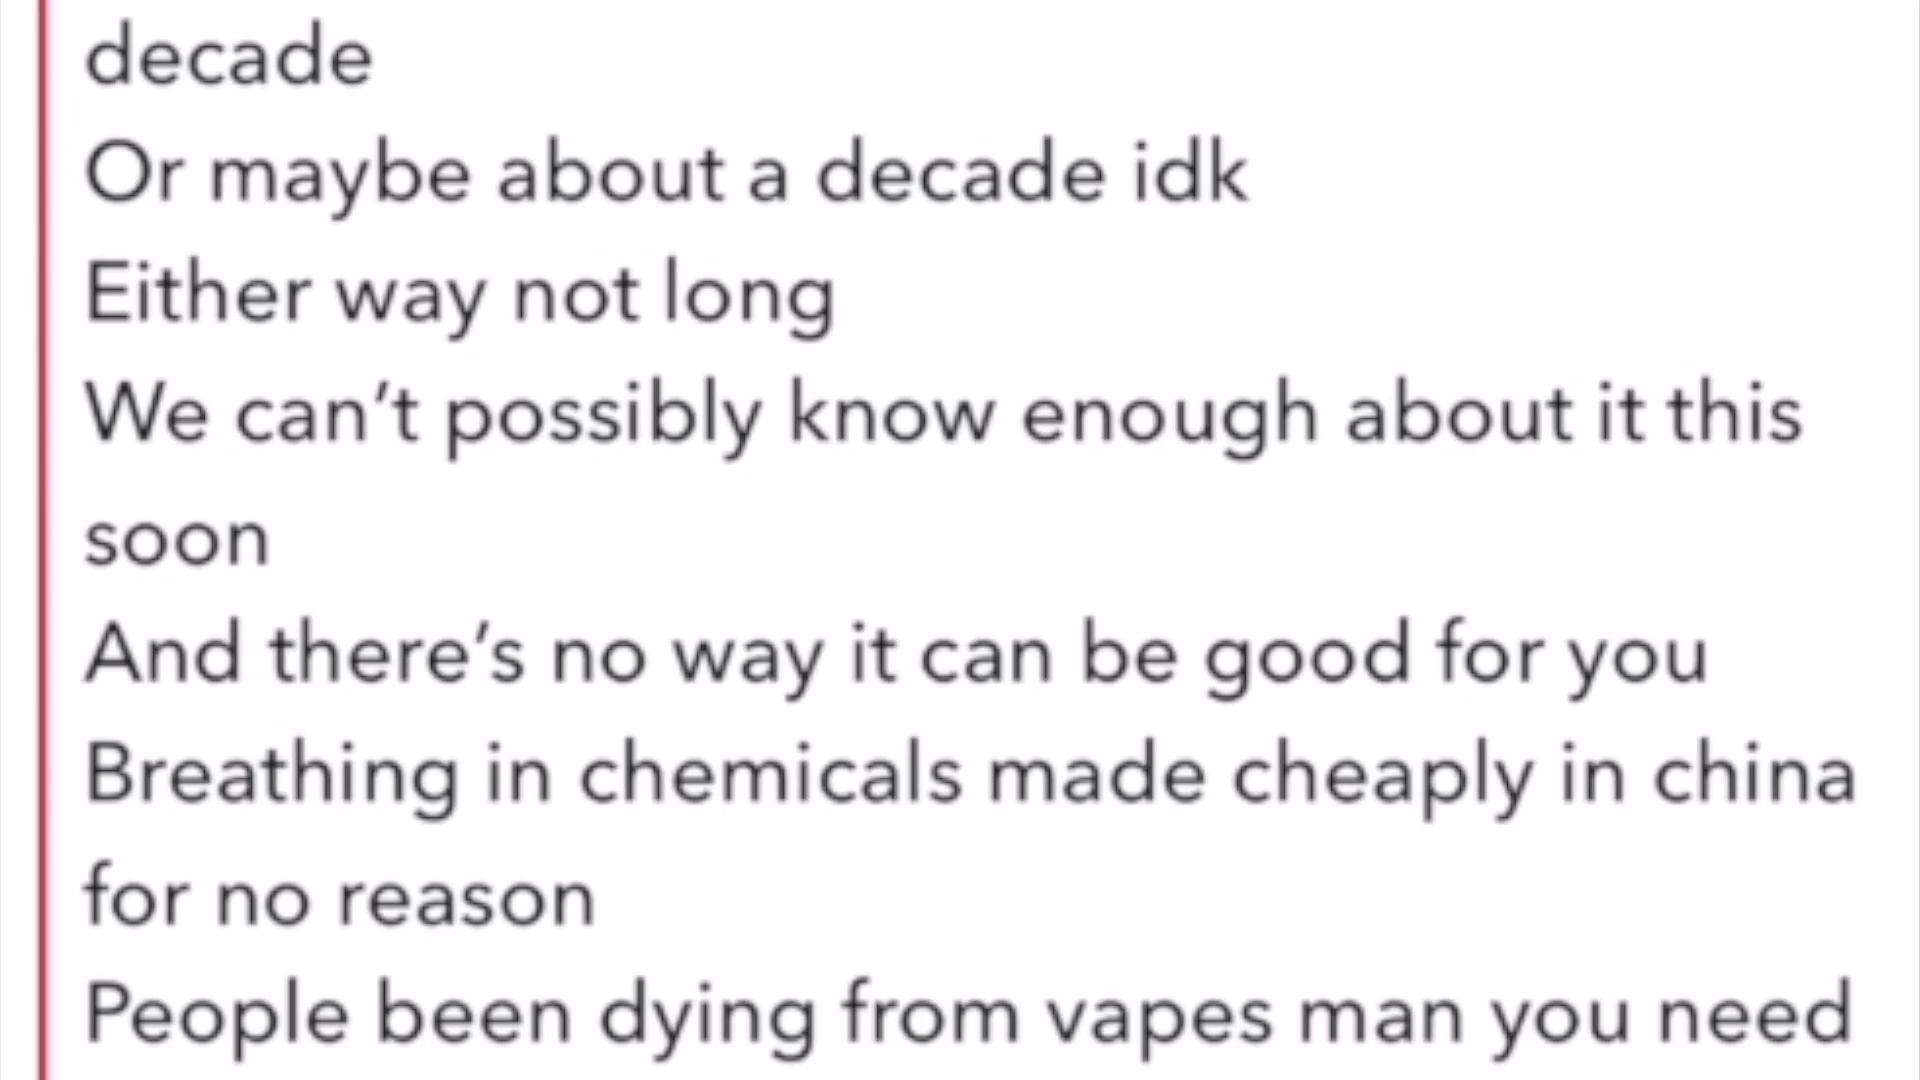 decade
Or maybe about a decade idk
Either way not long
We can’t possibly know enough about it this
soon
And there’s no way it can be good for you
Breathing in chemicals made cheaply in china
for no reason
People been dying from vapes man you need